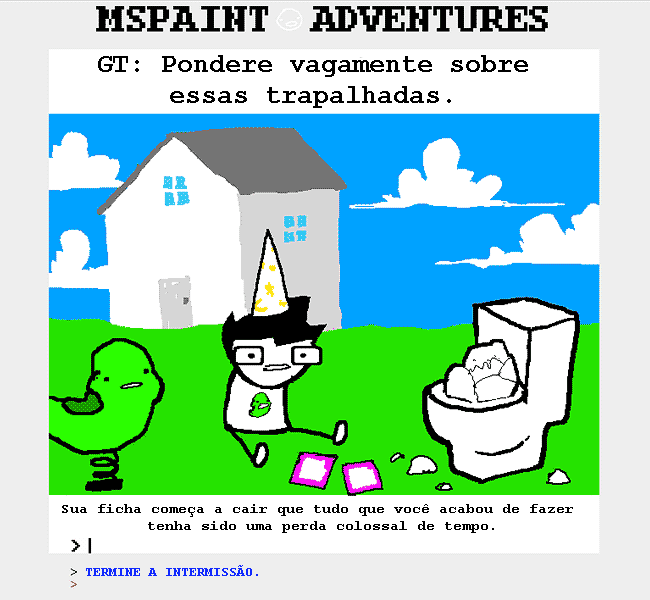 MSPAINT ADVENTURES
GT: Pondere vagamente sobre
essas trapalhadas.
Sua ficha começa a cair que tudo que você acabou de fazer
tenha sido uma perda colossal de tempo.
>|
> TERMINE A INTERMISSÃO.
>